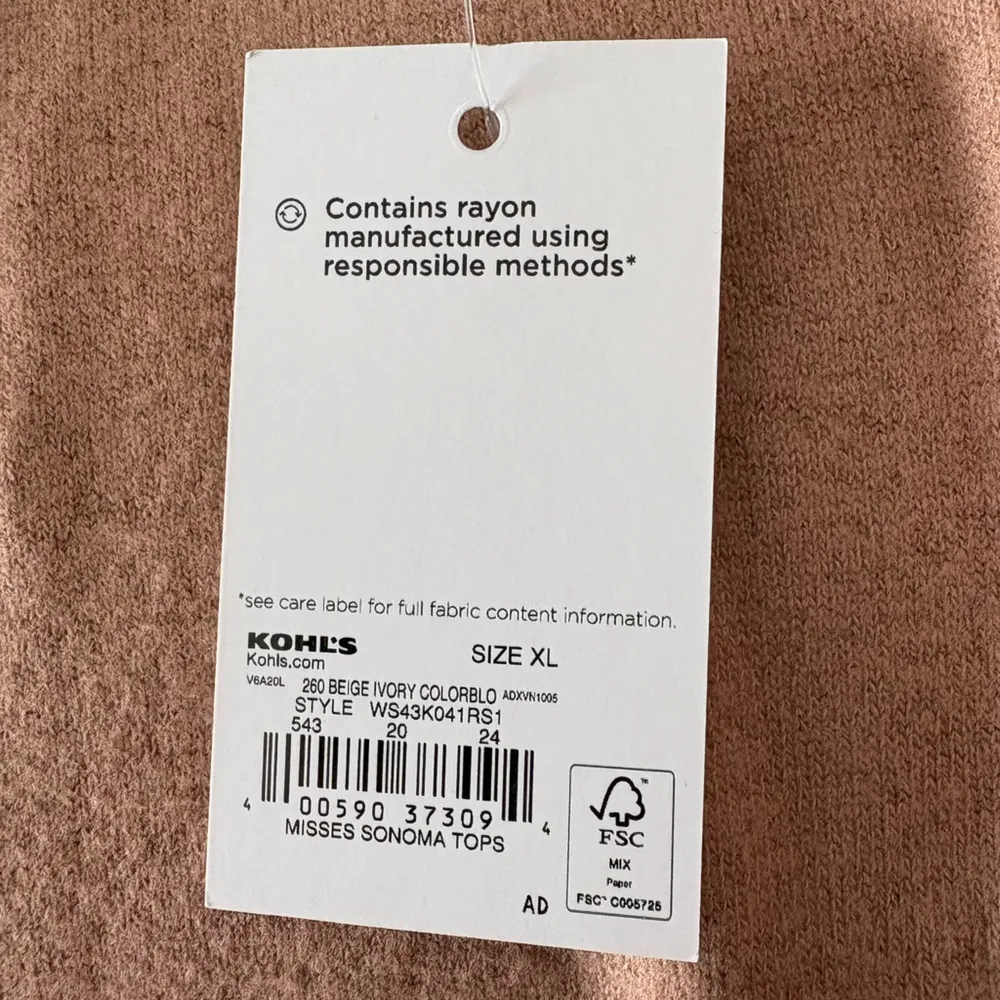 Contains rayon
manufactured using
responsible methods*
*see care label for full fabric content information.
KOHL'S
Kohls.com
SIZE XL
V6A20L 260 BEIGE IVORY COLORBLO ADXVN1005
STYLE WS43K041RS1
543 20 24
4 00590 37309 4
MISSES SONOMA TOPS
AD
™
FSC
MIX
Paper
FSC™ C005725